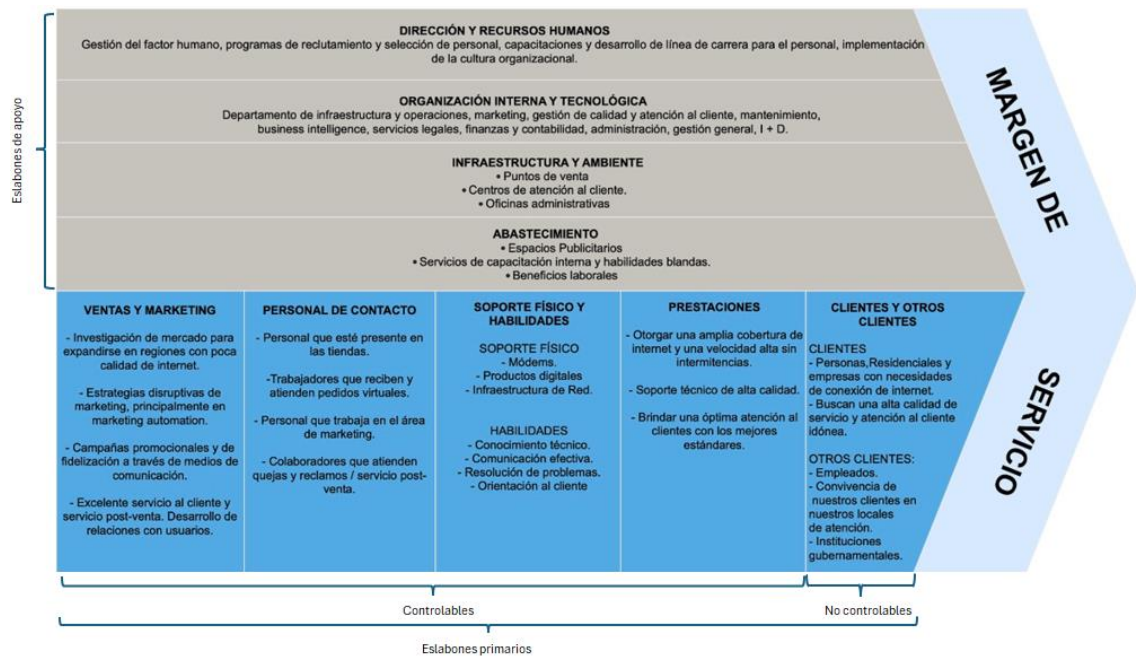 Eslabones de apoyo
DIRECCIÓN Y RECURSOS HUMANOS
Gestión del factor humano, programas de reclutamiento y selección de personal, capacitaciones y desarrollo de línea de carrera para el personal, implementación
de la cultura organizacional.
ORGANIZACIÓN INTERNA Y TECNOLÓGICA
Departamento de infraestructura y operaciones, marketing, gestión de calidad y atención al cliente, mantenimiento,
business intelligence, servicios legales, finanzas y contabilidad, administración, gestión general, I + D.
INFRAESTRUCTURA Y AMBIENTE
• Puntos de venta
• Centros de atención al cliente.
• Oficinas administrativas
ABASTECIMIENTO
• Espacios Publicitarios
• Servicios de capacitación interna y habilidades blandas.
• Beneficios laborales
MARGEN DE
SERVICIO
VENTAS Y MARKETING
- Investigación de mercado para
expandirse en regiones con poca
calidad de internet.
- Estrategias disruptivas de
marketing, principalmente en
marketing automation.
- Campañas promocionales y de
fidelización a través de medios de
comunicación.
- Excelente servicio al cliente y
servicio post-venta. Desarrollo de
relaciones con usuarios.
PERSONAL DE CONTACTO
- Personal que esté presente en
las tiendas.
-Trabajadores que reciben y
atienden pedidos virtuales.
- Personal que trabaja en el área
de marketing.
- Colaboradores que atienden
quejas y reclamos / servicio post-
venta.
SOPORTE FÍSICO Y
HABILIDADES
SOPORTE FÍSICO
- Módems.
- Productos digitales
- Infraestructura de Red.
HABILIDADES
- Conocimiento técnico.
- Comunicación efectiva.
- Resolución de problemas.
- Orientación al cliente
PRESTACIONES
- Otorgar una amplia cobertura de
internet y una velocidad alta sin
intermitencias.
- Soporte técnico de alta calidad.
- Brindar una óptima atención al
clientes con los mejores
estándares.
CLIENTES Y OTROS
CLIENTES
CLIENTES
- Personas,Residenciales y
empresas con necesidades
de conexión de internet.
- Buscan una alta calidad de
servicio y atención al cliente
idónea.
OTROS CLIENTES:
- Empleados.
- Convivencia de
nuestros clientes en
nuestros locales
de atención.
- Instituciones
gubernamentales.
Controlables
No controlables
Eslabones primarios